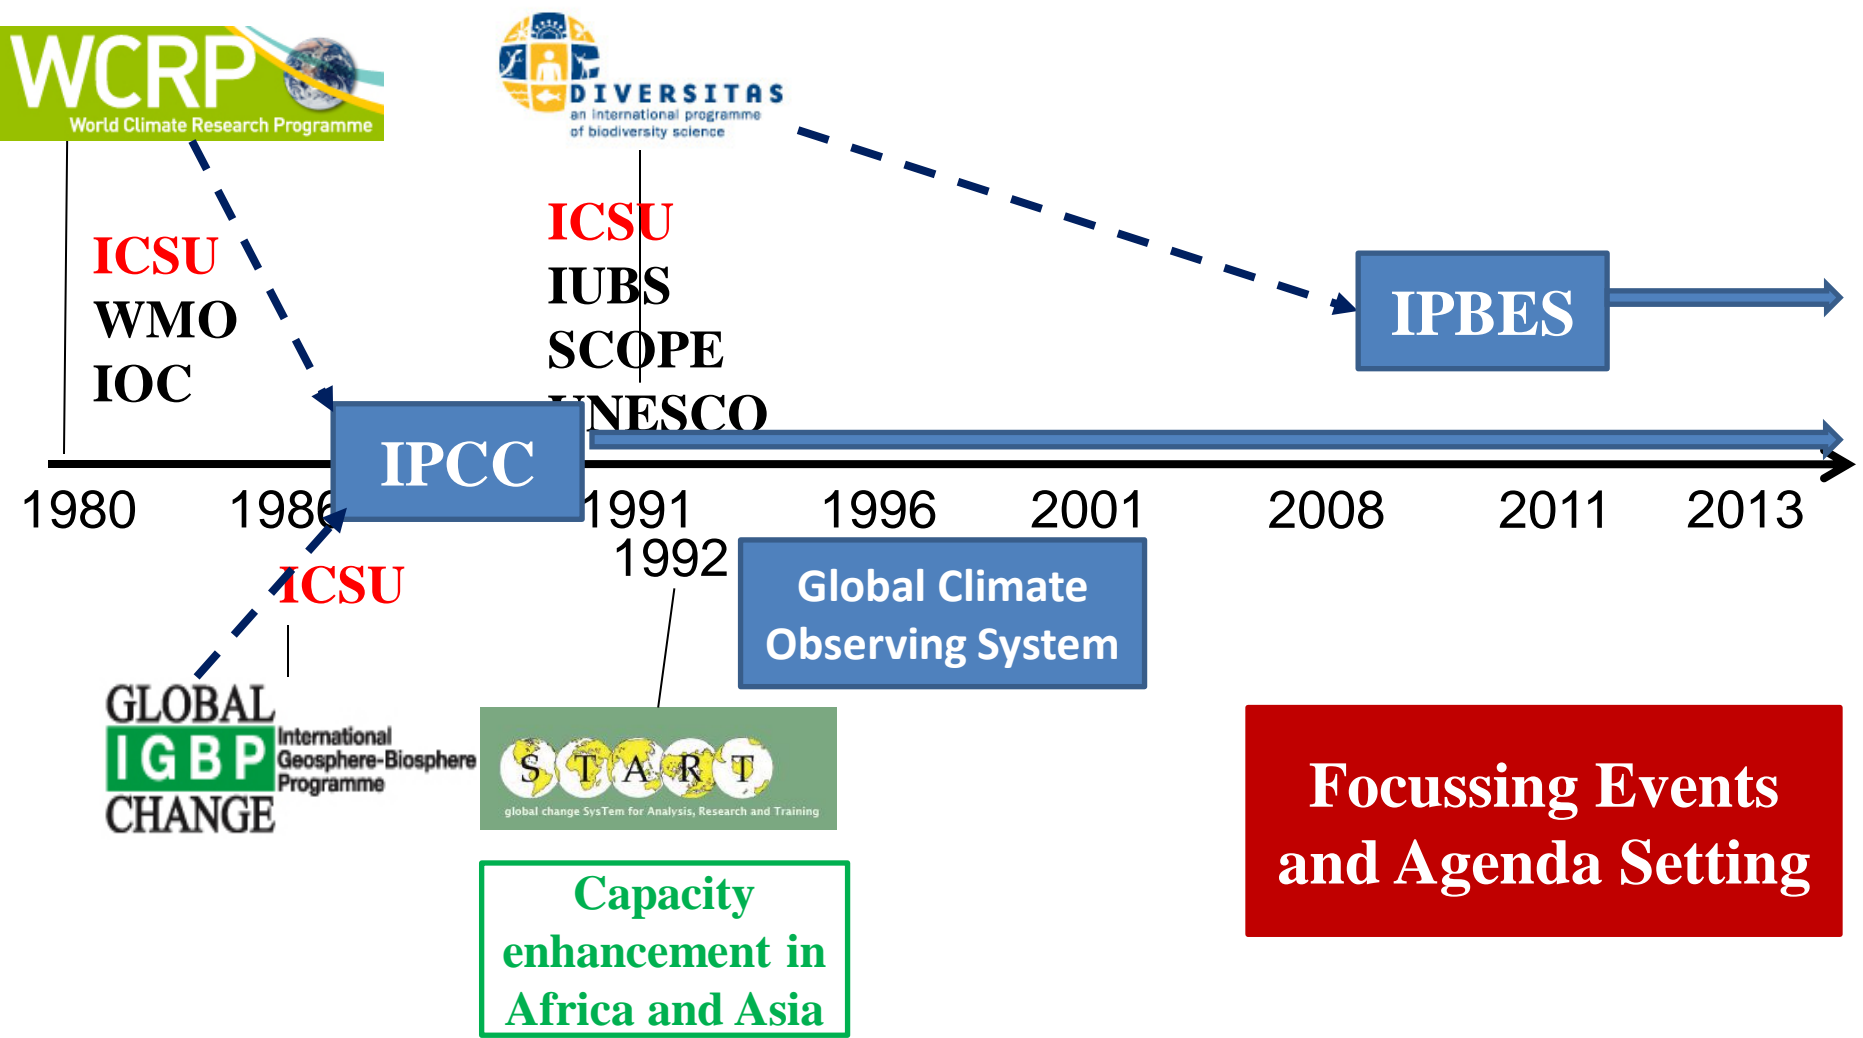 WCRP
World Climate Research Programme
DIVERSITAS
an international programme
of biodiversity science
ICSU
WMO
IOC
ICSU
IUBS
SCOPE
UNESCO
IPBES
IPCC
1980 1986 1991 1996 2001 2008 2011 2013
1992
ICSU
Global Climate
Observing System
GLOBAL
IGBP
CHANGE
International
Geosphere-Biosphere
Programme
START
global change SysTem for Analysis, Research and Training
Capacity
enhancement in
Africa and Asia
Focussing Events
and Agenda Setting